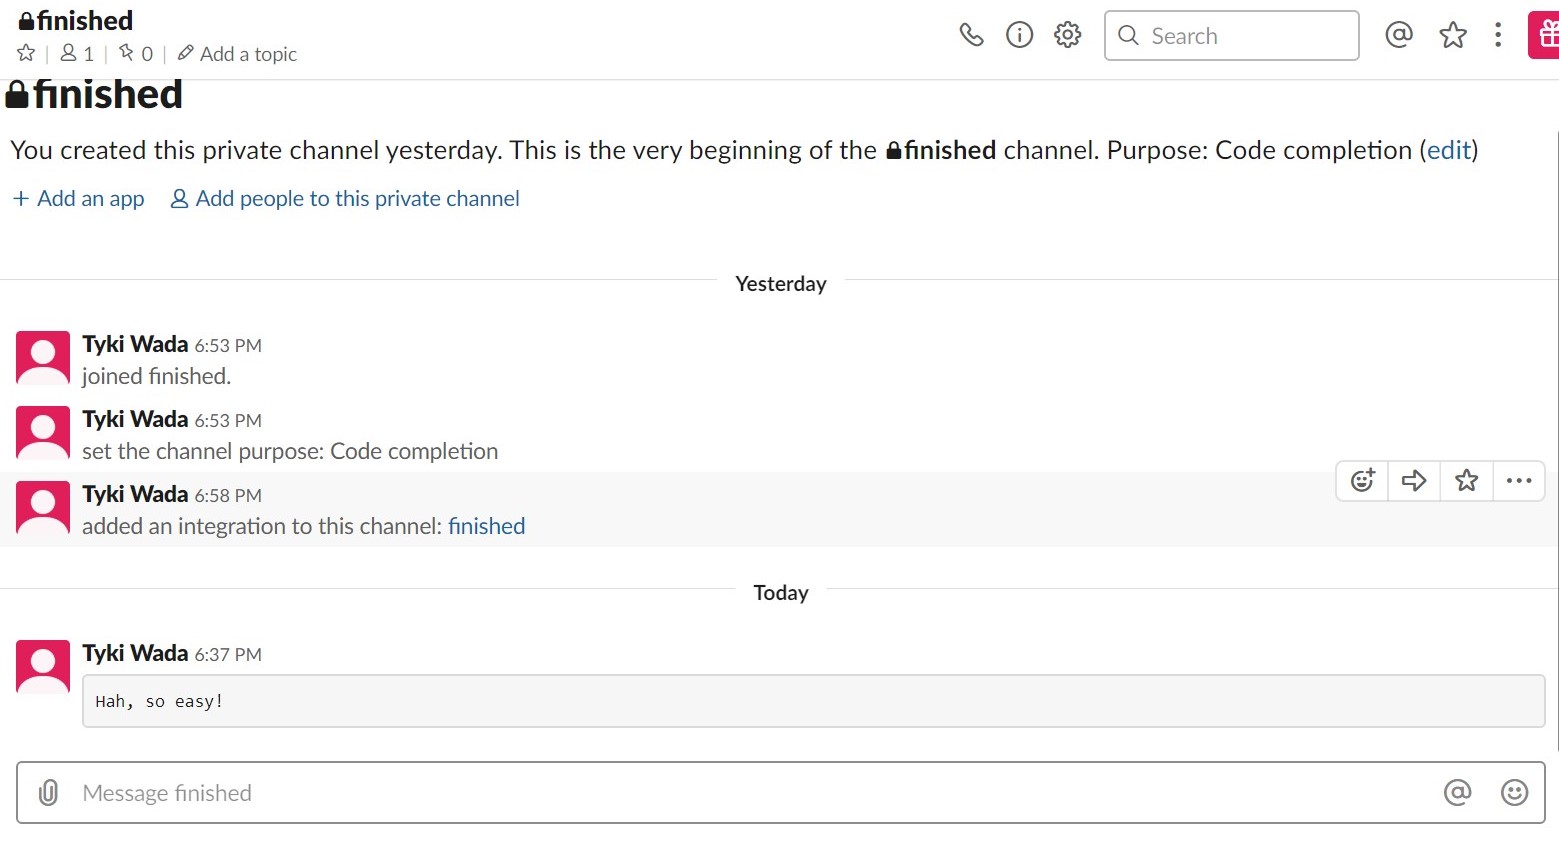 finished
1 | 0 | Add a topic
Search
finished
You created this private channel yesterday. This is the very beginning of the finished channel. Purpose: Code completion (edit)
+ Add an app Add people to this private channel
Yesterday
Tyki Wada 6:53 PM
joined finished.
Tyki Wada 6:53 PM
set the channel purpose: Code completion
Tyki Wada 6:58 PM
added an integration to this channel: finished
Today
Tyki Wada 6:37 PM
Hah, so easy!
Message finished